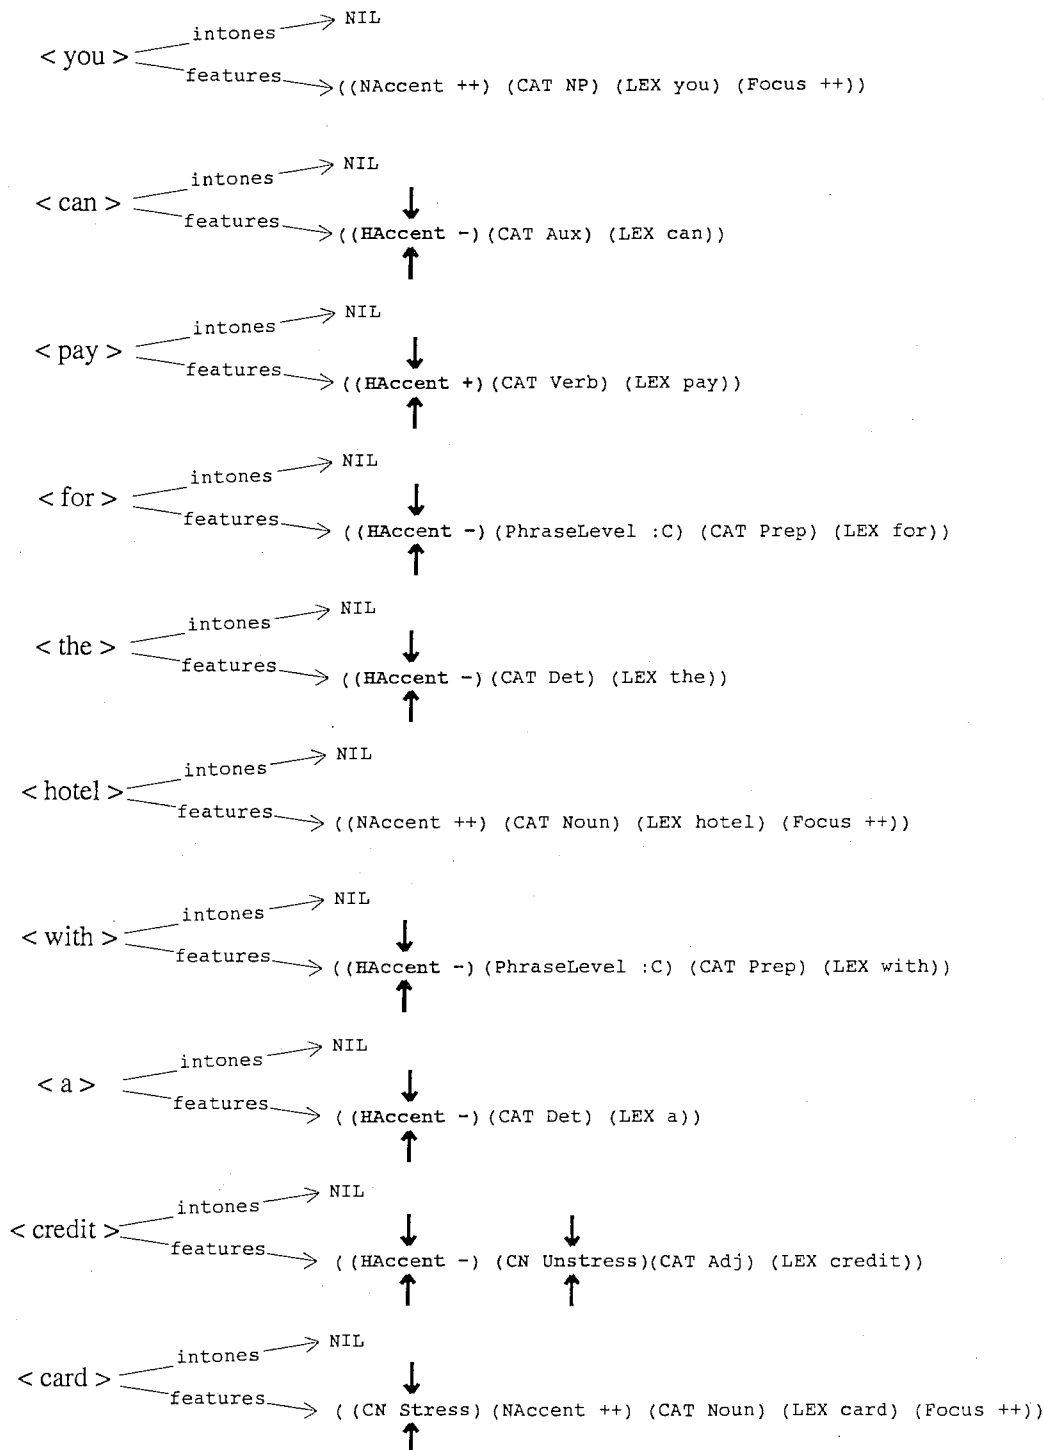 intones NIL
< you >
features ((NAccent ++) (CAT NP) (LEX you) (Focus ++))
intones NIL
< can >
features ((HAccent -) (CAT Aux) (LEX can))
intones NIL
< pay >
features ((HAccent +) (CAT Verb) (LEX pay))
intones NIL
< for >
features ((HAccent -) (PhraseLevel :C) (CAT Prep) (LEX for))
intones NIL
< the >
features ((HAccent -) (CAT Det) (LEX the))
intones NIL
< hotel >
features ((NAccent ++) (CAT Noun) (LEX hotel) (Focus ++))
intones NIL
< with >
features ((HAccent -) (PhraseLevel :C) (CAT Prep) (LEX with))
intones NIL
< a >
features ((HAccent -) (CAT Det) (LEX a))
intones NIL
< credit >
features ((HAccent -) (CN Unstress)(CAT Adj) (LEX credit))
intones NIL
< card >
features ((CN Stress) (NAccent ++) (CAT Noun) (LEX card) (Focus ++))